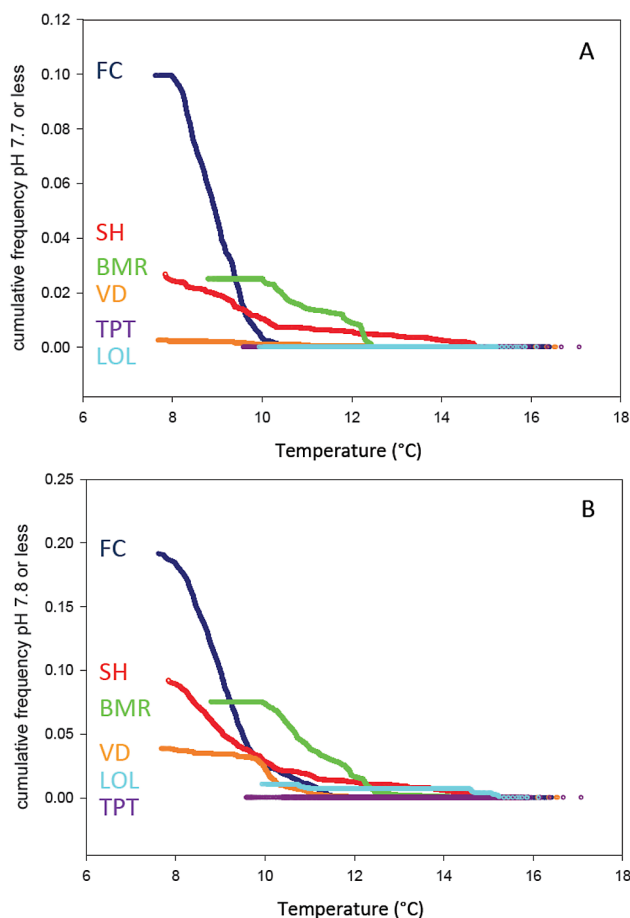 0.12
A
FC
0.10
0.08
0.06
0.04
SH
BMR
0.02
VD
TPT
0.00
LOL
cumulative frequency pH 7.7 or less
6 8 10 12 14 16 18
Temperature (°C)
0.25
B
FC
0.20
0.15
SH
0.10
BMR
0.05
VD
LOL
0.00
TPT
cumulative frequency pH 7.8 or less
6 8 10 12 14 16 18
Temperature (°C)